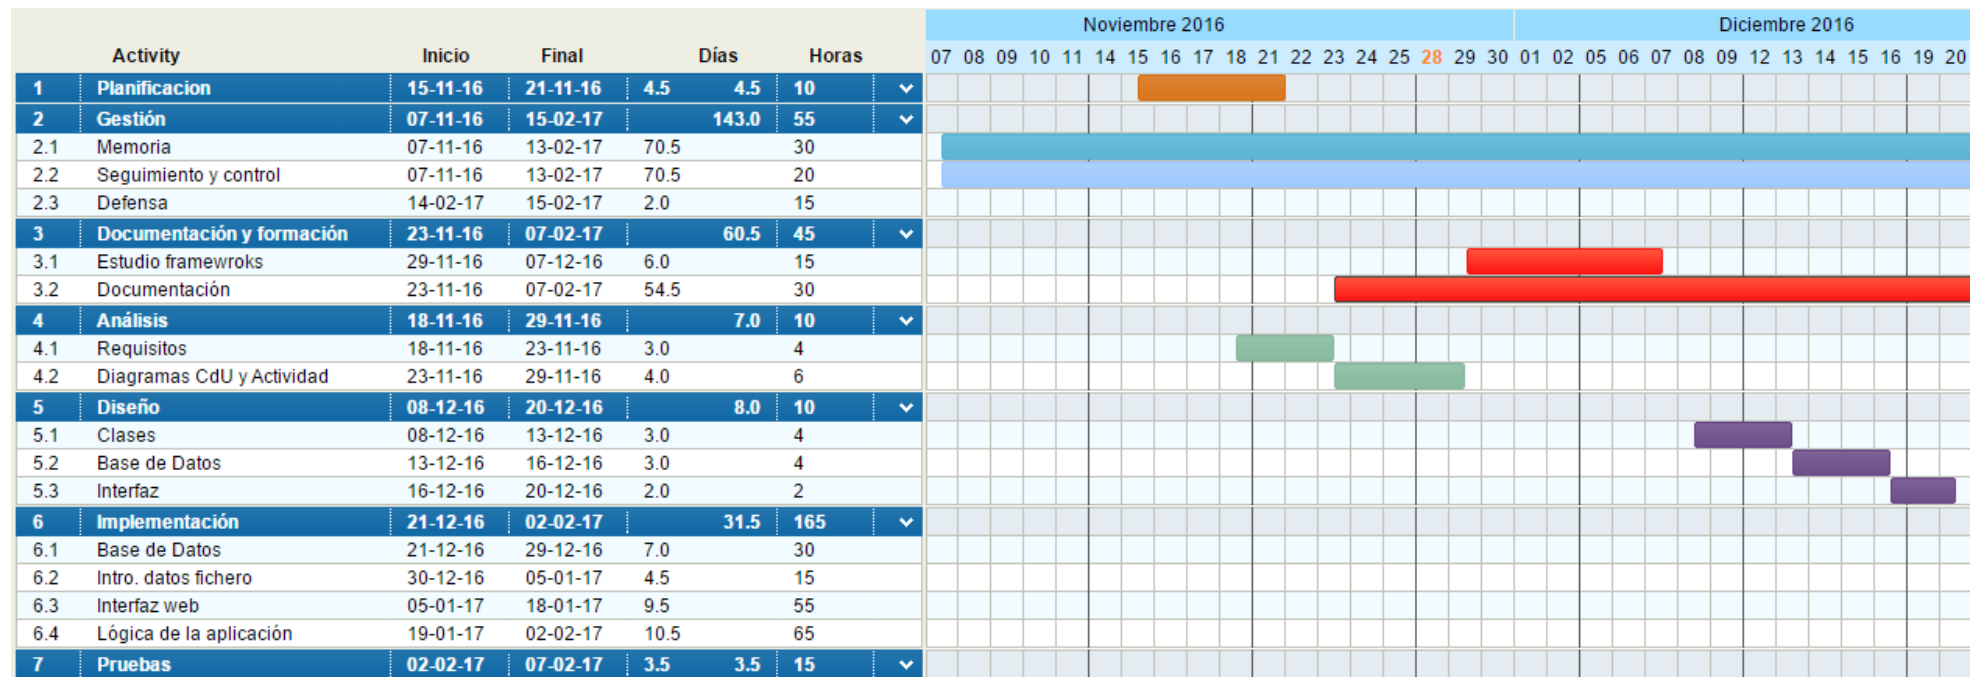 Noviembre 2016 Diciembre 2016
Activity Inicio Final Días Horas 07 08 09 10 11 14 15 16 17 18 21 22 23 24 25 28 29 30 01 02 05 06 07 08 09 12 13 14 15 16 19 20
1 Planificacion 15-11-16 21-11-16 4.5 4.5 10
2 Gestión 07-11-16 15-02-17 143.0 55
2.1 Memoria 07-11-16 13-02-17 70.5 30
2.2 Seguimiento y control 07-11-16 13-02-17 70.5 20
2.3 Defensa 14-02-17 15-02-17 2.0 15
3 Documentación y formación 23-11-16 07-02-17 60.5 45
3.1 Estudio framewroks 29-11-16 07-12-16 6.0 15
3.2 Documentación 23-11-16 07-02-17 54.5 30
4 Análisis 18-11-16 29-11-16 7.0 10
4.1 Requisitos 18-11-16 23-11-16 3.0 4
4.2 Diagramas CdU y Actividad 23-11-16 29-11-16 4.0 6
5 Diseño 08-12-16 20-12-16 8.0 10
5.1 Clases 08-12-16 13-12-16 3.0 4
5.2 Base de Datos 13-12-16 16-12-16 3.0 4
5.3 Interfaz 16-12-16 20-12-16 2.0 2
6 Implementación 21-12-16 02-02-17 31.5 165
6.1 Base de Datos 21-12-16 29-12-16 7.0 30
6.2 Intro. datos fichero 30-12-16 05-01-17 4.5 15
6.3 Interfaz web 05-01-17 18-01-17 9.5 55
6.4 Lógica de la aplicación 19-01-17 02-02-17 10.5 65
7 Pruebas 02-02-17 07-02-17 3.5 3.5 15